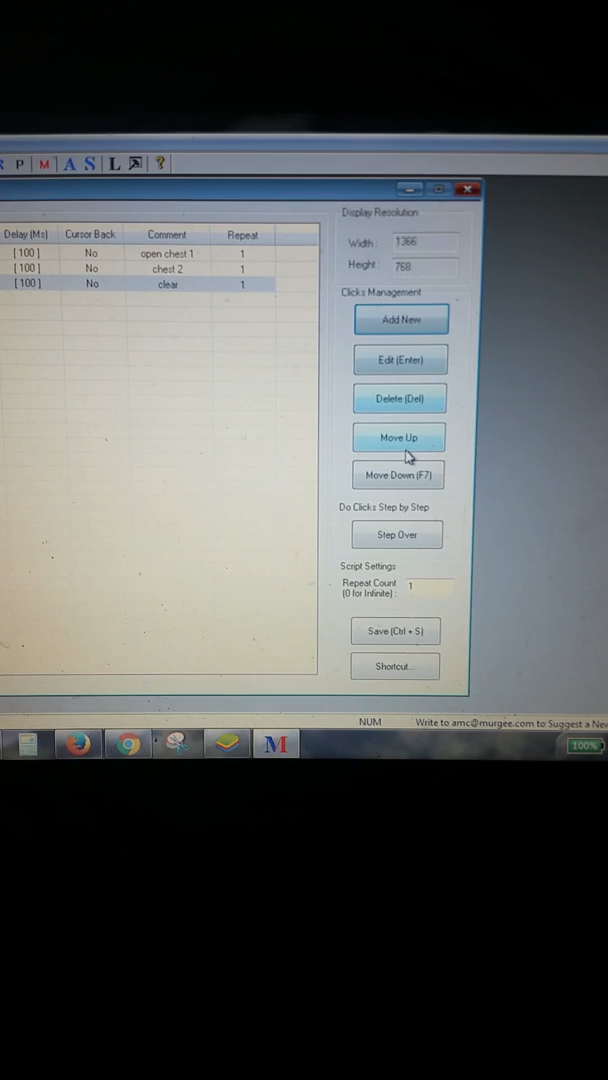 R P M A S L ?
Display Resolution
Delay (Ms) Cursor Back Comment Repeat
Width : 1366
[ 100 ] No open chest 1 1
Height : 768
[ 100 ] No chest 2 1
[ 100 ] No clear 1
Clicks Management
Add New
Edit (Enter)
Delete (Del)
Move Up
Move Down (F7)
Do Clicks Step by Step
Step Over
Script Settings
Repeat Count
(0 for Infinite) : 1
Save (Ctrl + S)
Shortcut...
NUM Write to amc@murgee.com to Suggest a New
M 100%